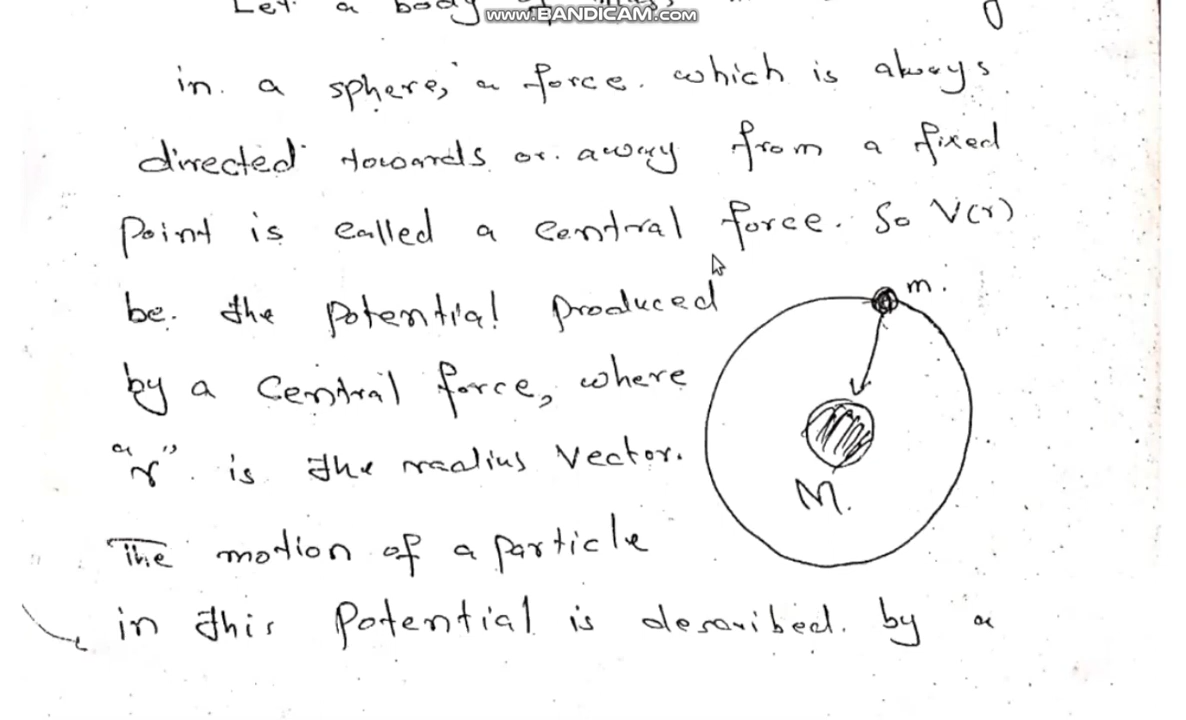 Let a body
www.BANDICAM.com
in. a sphere, a force. which is always
directed towards or. away from a fixed
Point is called a central force. So V(r)
be. the potential produced
m.
by a Central force, where
"r". is the radius vector.
M.
The motion of a particle
in this potential is described. by a